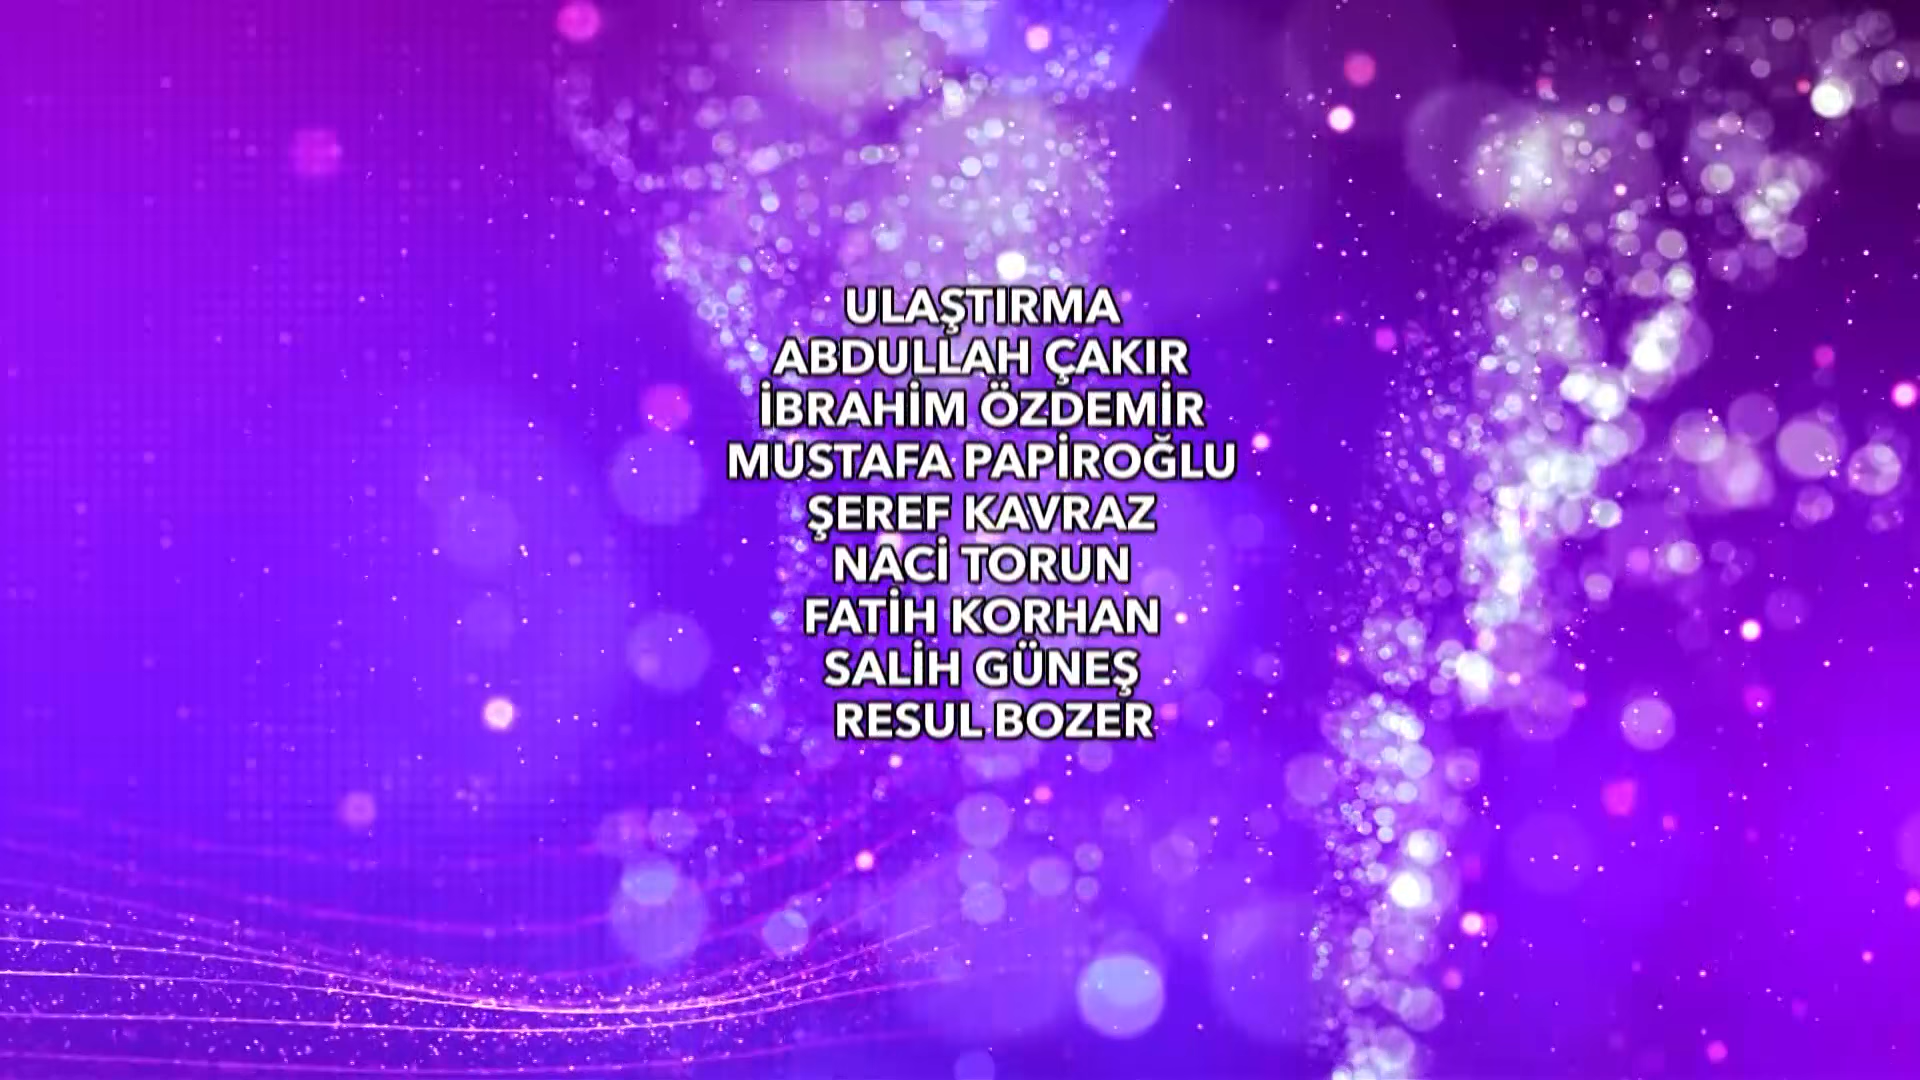 ULAŞTIRMA
ABDULLAH ÇAKIR
İBRAHİM ÖZDEMİR
MUSTAFA PAPİROĞLU
ŞEREF KAVRAZ
NACİ TORUN
FATİH KORHAN
SALİH GÜNEŞ
RESUL BOZER